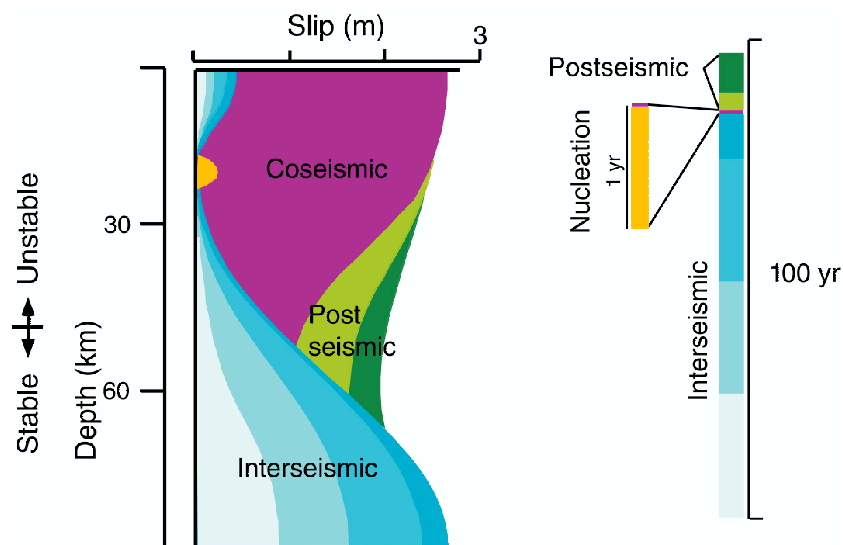 Slip (m)
3
Postseismic
Coseismic
Nucleation
1 yr
30
Unstable
Stable
Depth (km)
Post
seismic
60
Interseismic
Interseismic
100 yr